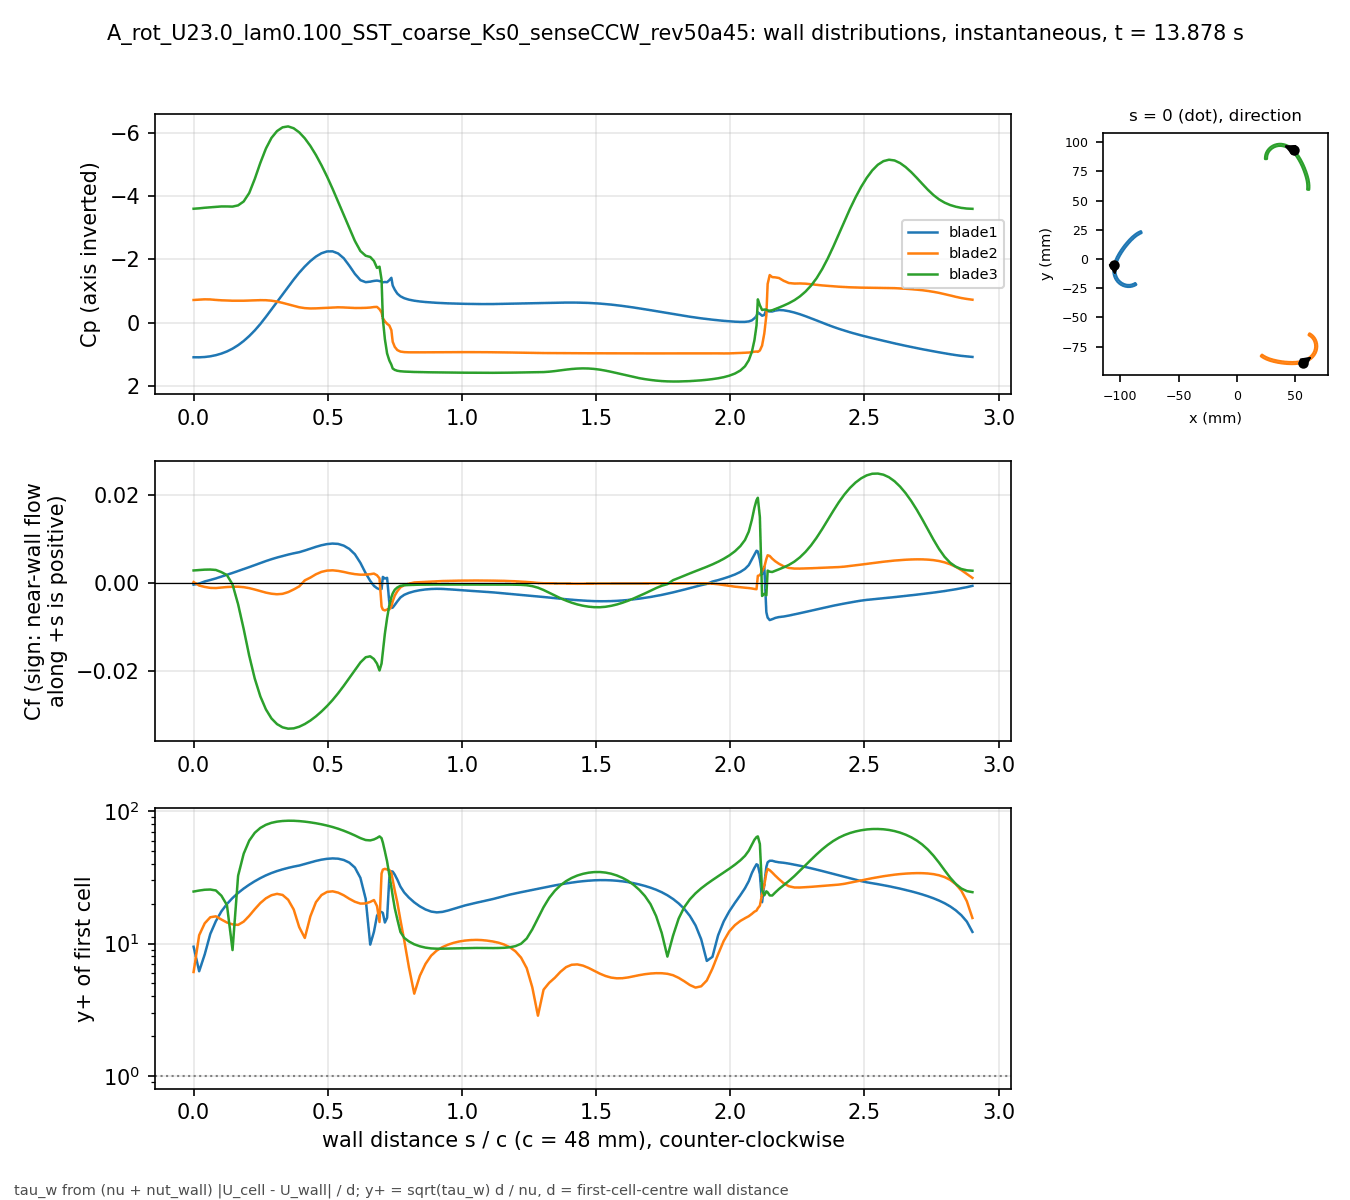 A_rot_U23.0_lam0.100_SST_coarse_Ks0_senseCCW_rev50a45: wall distributions, instantaneous, t = 13.878 s
s = 0 (dot), direction
Cp (axis inverted)
−6
−4
−2
0
2
0.0 0.5 1.0 1.5 2.0 2.5 3.0
blade1
blade2
blade3
y (mm)
100
75
50
25
0
−25
−50
−75
−100 −50 0 50
x (mm)
Cf (sign: near-wall flow
along +s is positive)
0.02
0.00
−0.02
0.0 0.5 1.0 1.5 2.0 2.5 3.0
y+ of first cell
10²
10¹
10⁰
0.0 0.5 1.0 1.5 2.0 2.5 3.0
wall distance s / c (c = 48 mm), counter-clockwise
tau_w from (nu + nut_wall) |U_cell - U_wall| / d; y+ = sqrt(tau_w) d / nu, d = first-cell-centre wall distance